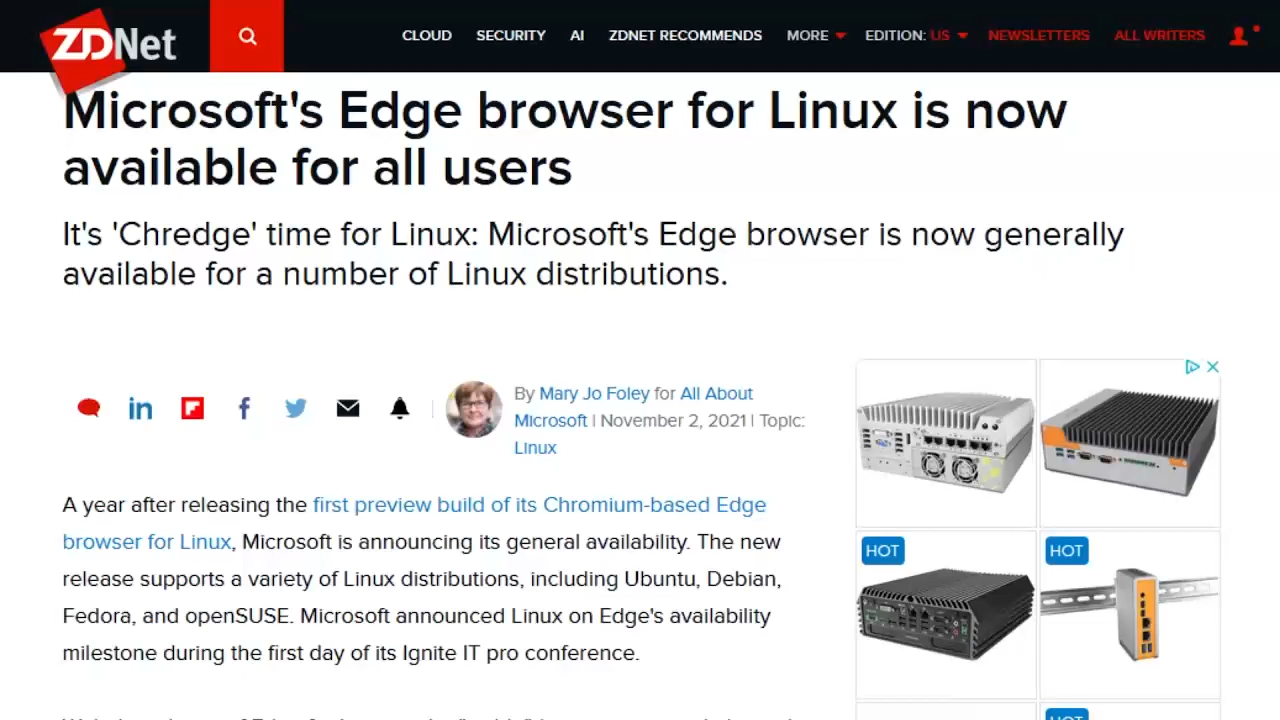 ZDNet
CLOUD SECURITY AI ZDNET RECOMMENDS MORE EDITION: US NEWSLETTERS ALL WRITERS
Microsoft's Edge browser for Linux is now
available for all users
It's 'Chredge' time for Linux: Microsoft's Edge browser is now generally
available for a number of Linux distributions.
By Mary Jo Foley for All About
Microsoft | November 2, 2021 | Topic:
Linux
A year after releasing the first preview build of its Chromium-based Edge
browser for Linux, Microsoft is announcing its general availability. The new
release supports a variety of Linux distributions, including Ubuntu, Debian,
Fedora, and openSUSE. Microsoft announced Linux on Edge's availability
milestone during the first day of its Ignite IT pro conference.
HOT
HOT
HOT